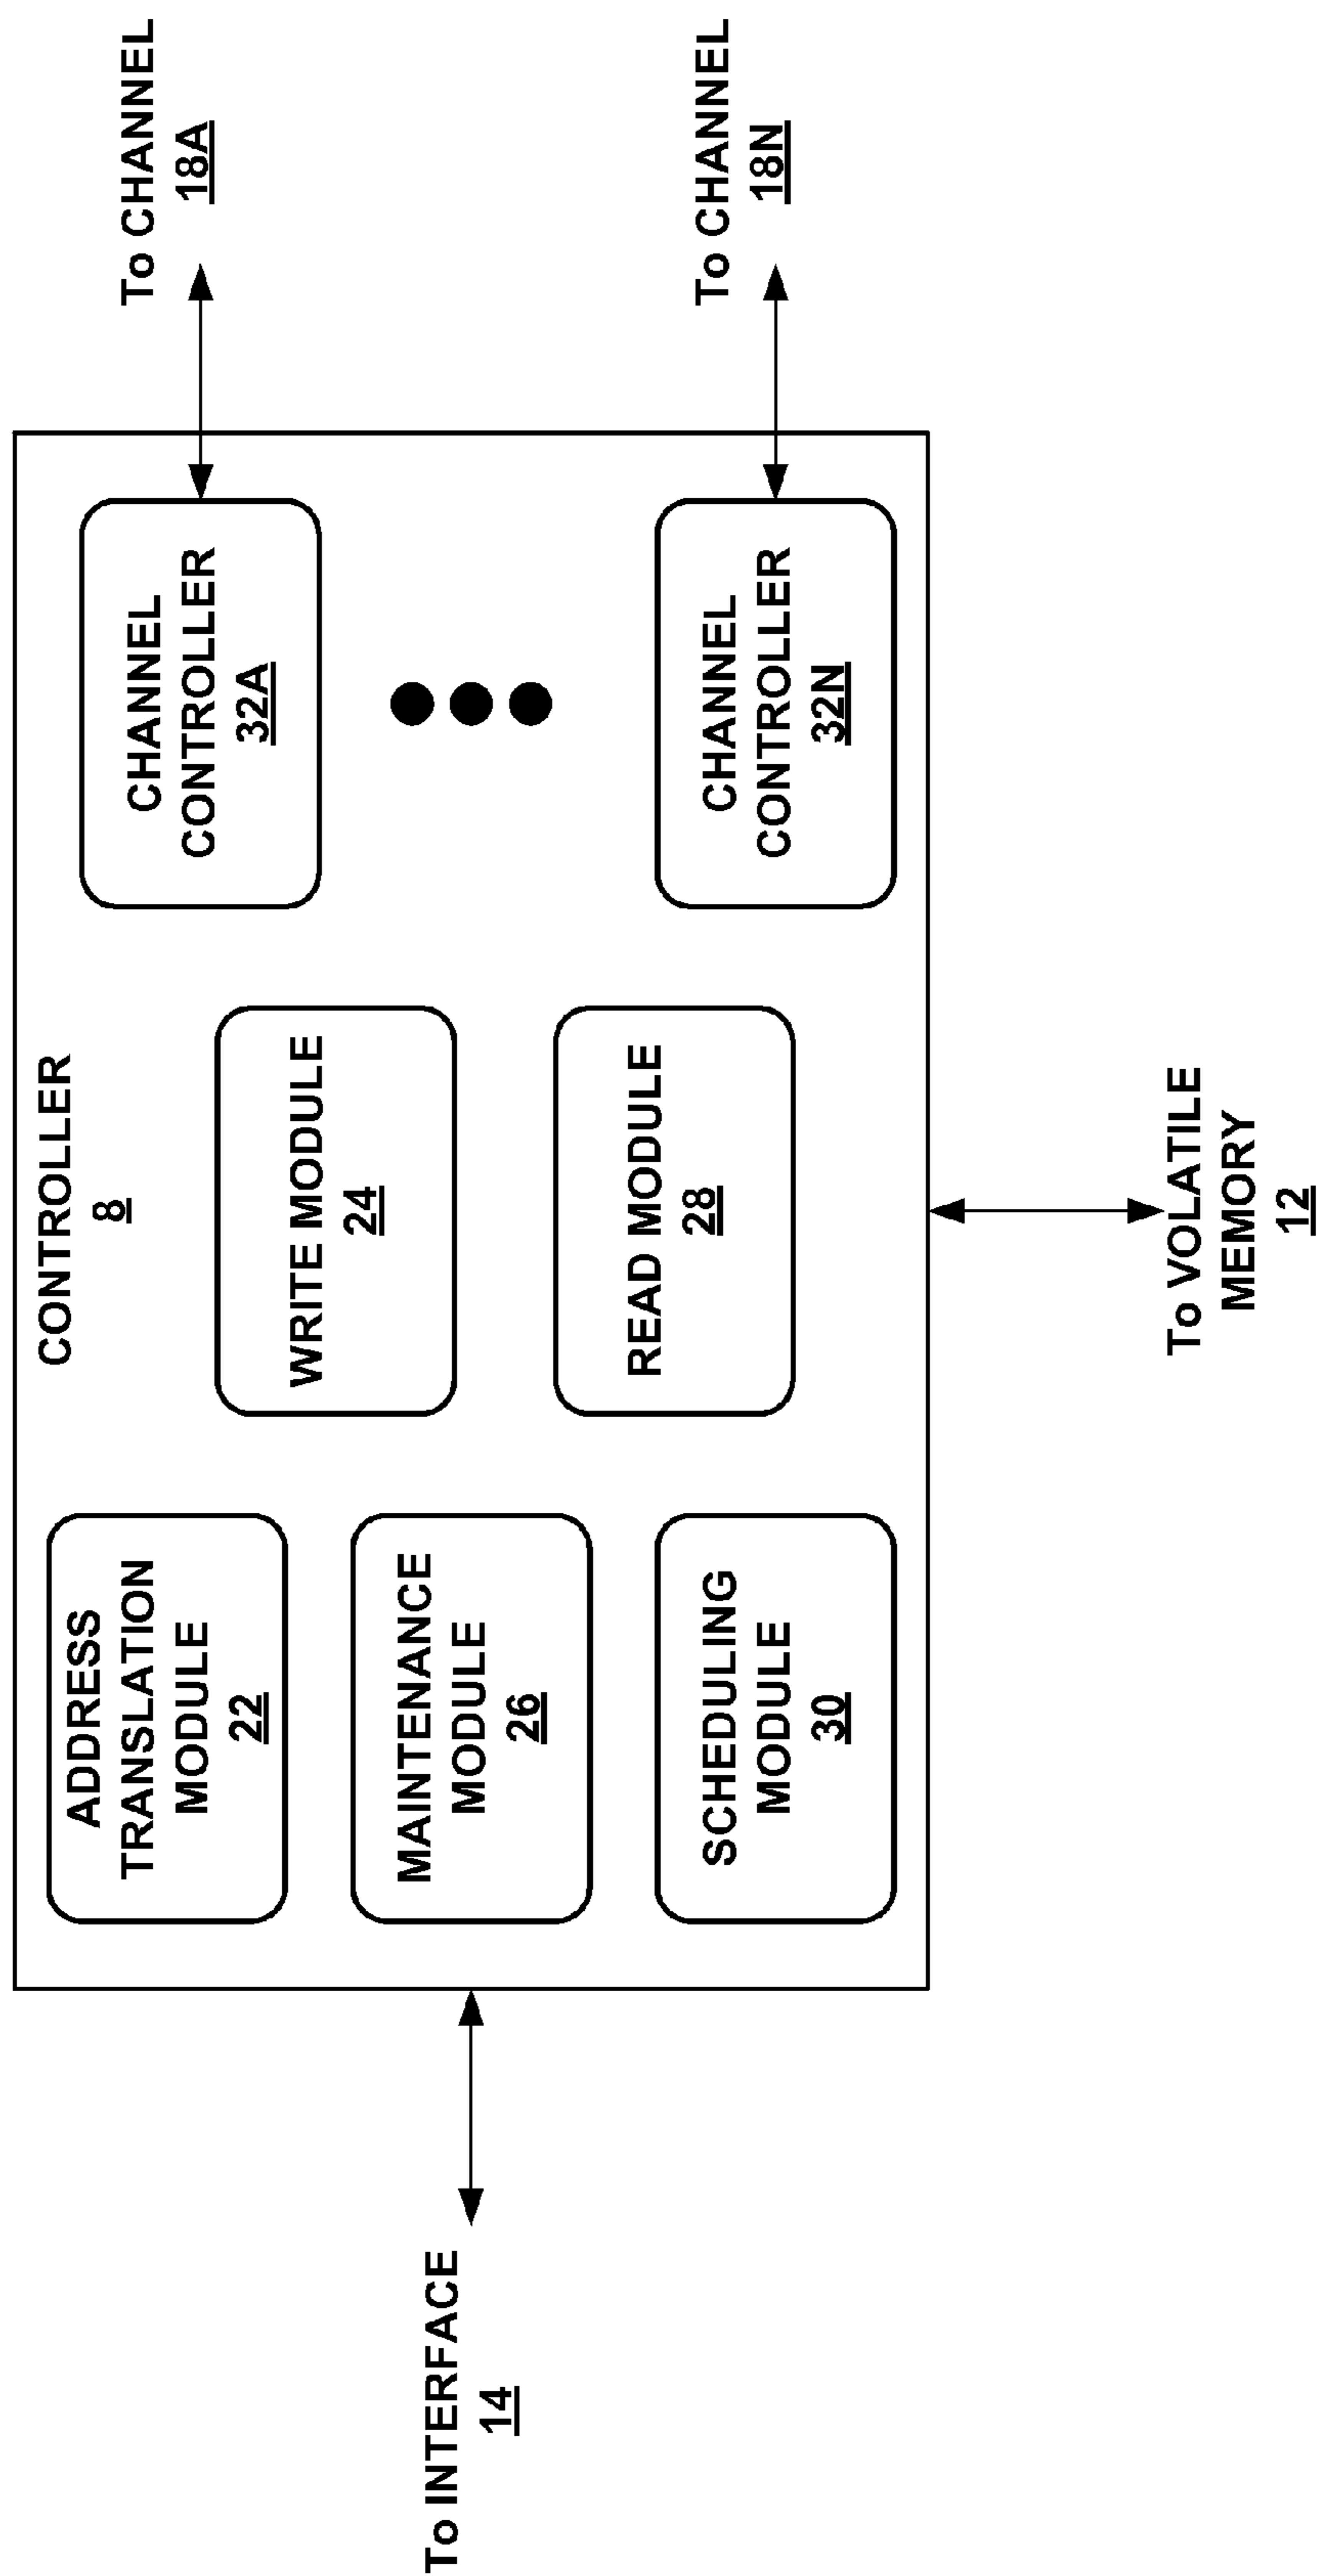 CONTROLLER
8
ADDRESS
TRANSLATION
MODULE
22
MAINTENANCE
MODULE
26
SCHEDULING
MODULE
30
WRITE MODULE
24
READ MODULE
28
CHANNEL
CONTROLLER
32A
CHANNEL
CONTROLLER
32N
To INTERFACE
14
To CHANNEL
18A
To CHANNEL
18N
To VOLATILE
MEMORY
12